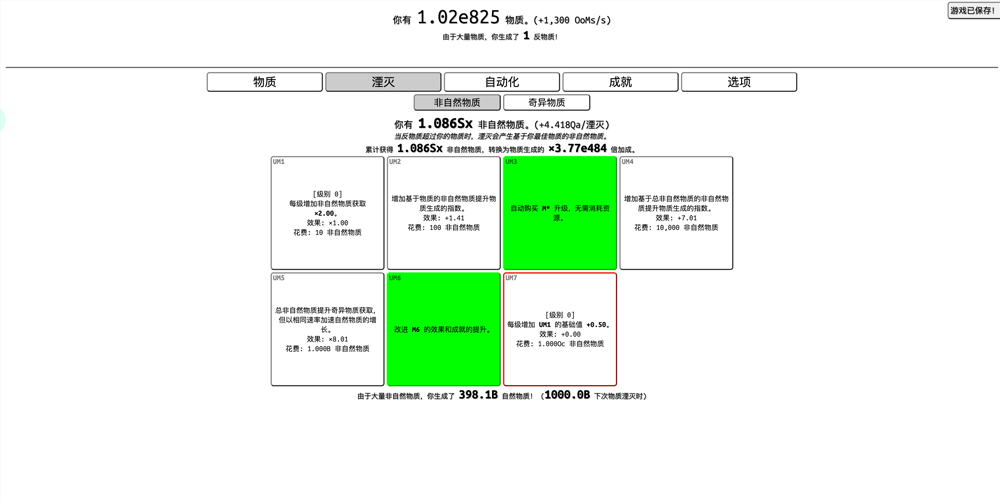 游戏已保存!
你有 1.02e825 物质。(+1,300 OoMs/s)
由于大量物质，你生成了 1 反物质!
物质
湮灭
自动化
成就
选项
非自然物质
奇异物质
你有 1.086Sx 非自然物质。(+4.418Qa/湮灭)
当反物质超过你的物质时，湮灭会产生基于你最佳物质的非自然物质。
累计获得 1.086Sx 非自然物质，转换为物质生成的 ×3.77e484 倍加成。
UM1
[级别 0]
每级增加非自然物质获取
×2.00。
效果: ×1.00
花费: 10 非自然物质
UM2
增加基于物质的非自然物质提升物
质生成的指数。
效果: +1.41
花费: 100 非自然物质
UM3
自动购买 M* 升级，无需消耗资
源。
UM4
增加基于总非自然物质的非自然物
质提升物质生成的指数。
效果: +7.01
花费: 10,000 非自然物质
UM5
总非自然物质提升奇异物质获取，
但以相同速率加速自然物质的增
长。
效果: ×8.01
花费: 1.000B 非自然物质
UM6
改进 M6 的效果和成就的提升。
UM7
[级别 0]
每级增加 UM1 的基础值 +0.50。
效果: +0.00
花费: 1.000Oc 非自然物质
由于大量非自然物质，你生成了 398.1B 自然物质! (1000.0B 下次物质湮灭时)